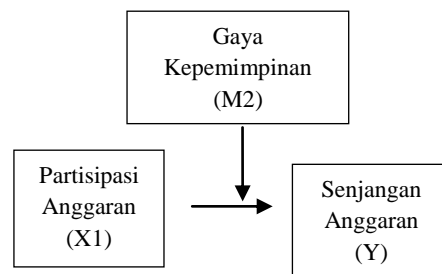 Gaya
Kepemimpinan
(M2)
Partisipasi
Anggaran
(X1)
Senjangan
Anggaran
(Y)